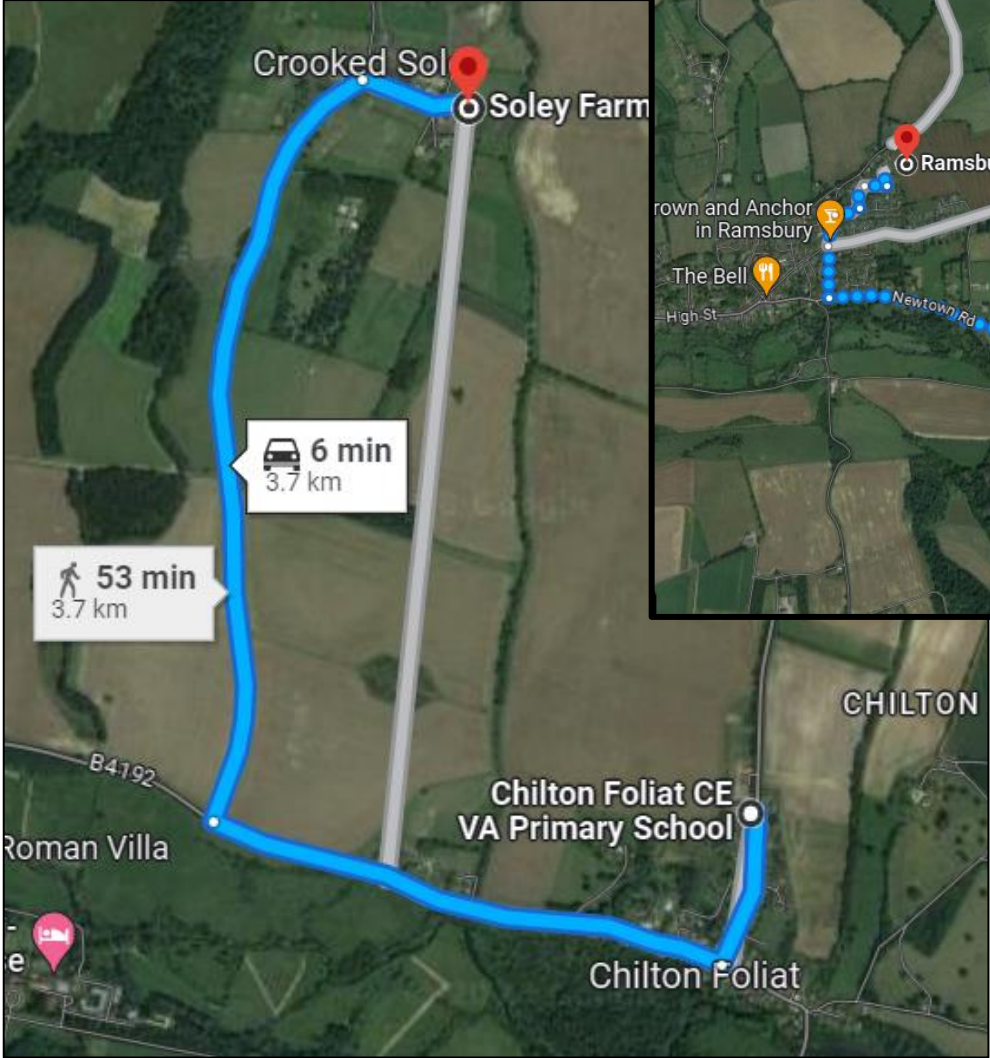 Crooked Sol
Soley Farm
6 min
3.7 km
53 min
3.7 km
B4192
Roman Villa
Chilton Foliat CE
VA Primary School
CHILTON
Chilton Foliat
-
e
Ramsbu
rown and Anchor
in Ramsbury
The Bell
High St
Newtown Rd